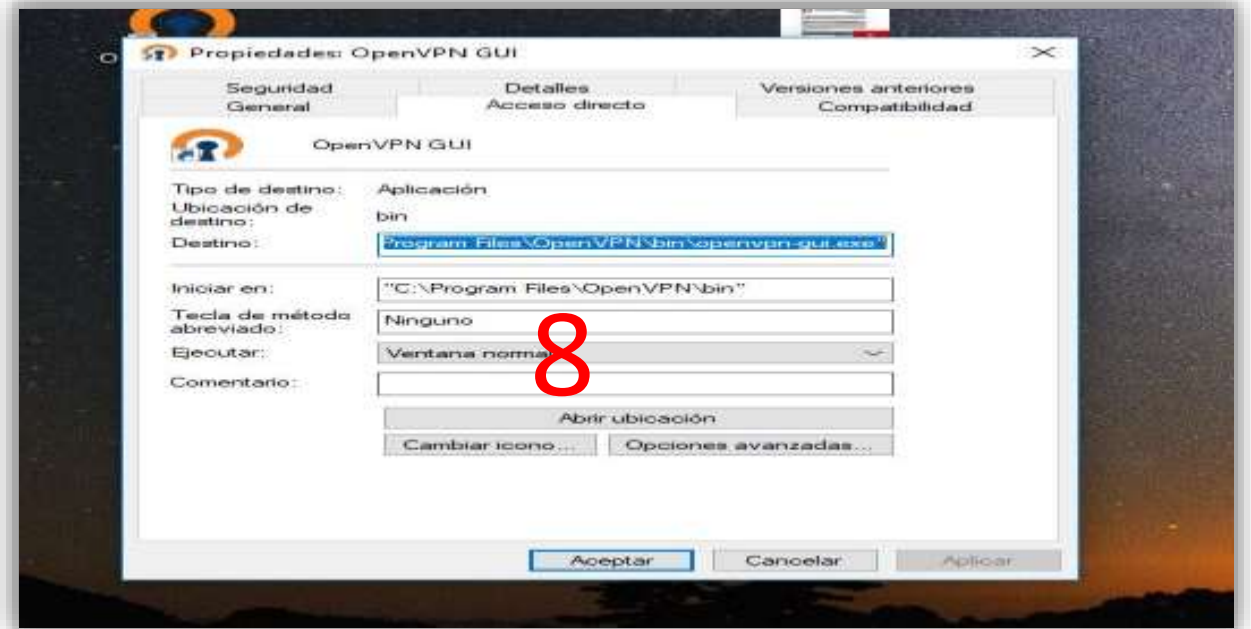 O
Propiedades: OpenVPN GUI
Seguridad Detalles Versiones anteriores
General Acceso directo Compatibilidad
OpenVPN GUI
Tipo de destino: Aplicación
Ubicación de destino: bin
Destino: Program Files\OpenVPN\bin\openvpn-gui.exe"
Iniciar en: "C:\Program Files\OpenVPN\bin"
Tecla de método abreviado: Ninguno
8
Ejecutar: Ventana norma
Comentario:
Abrir ubicación
Cambiar icono... Opciones avanzadas...
Aceptar Cancelar Aplicar